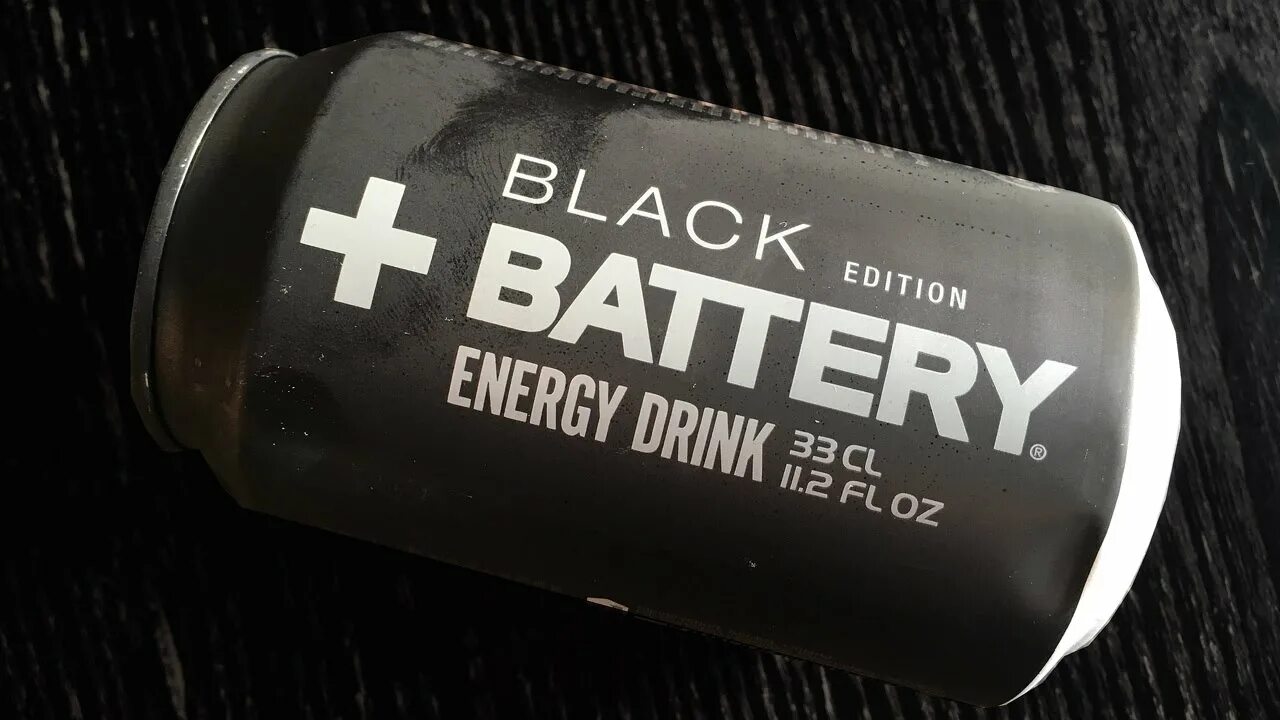 BLACK
EDITION
+BATTERY®
ENERGY DRINK
33 CL
11.2 FL OZ